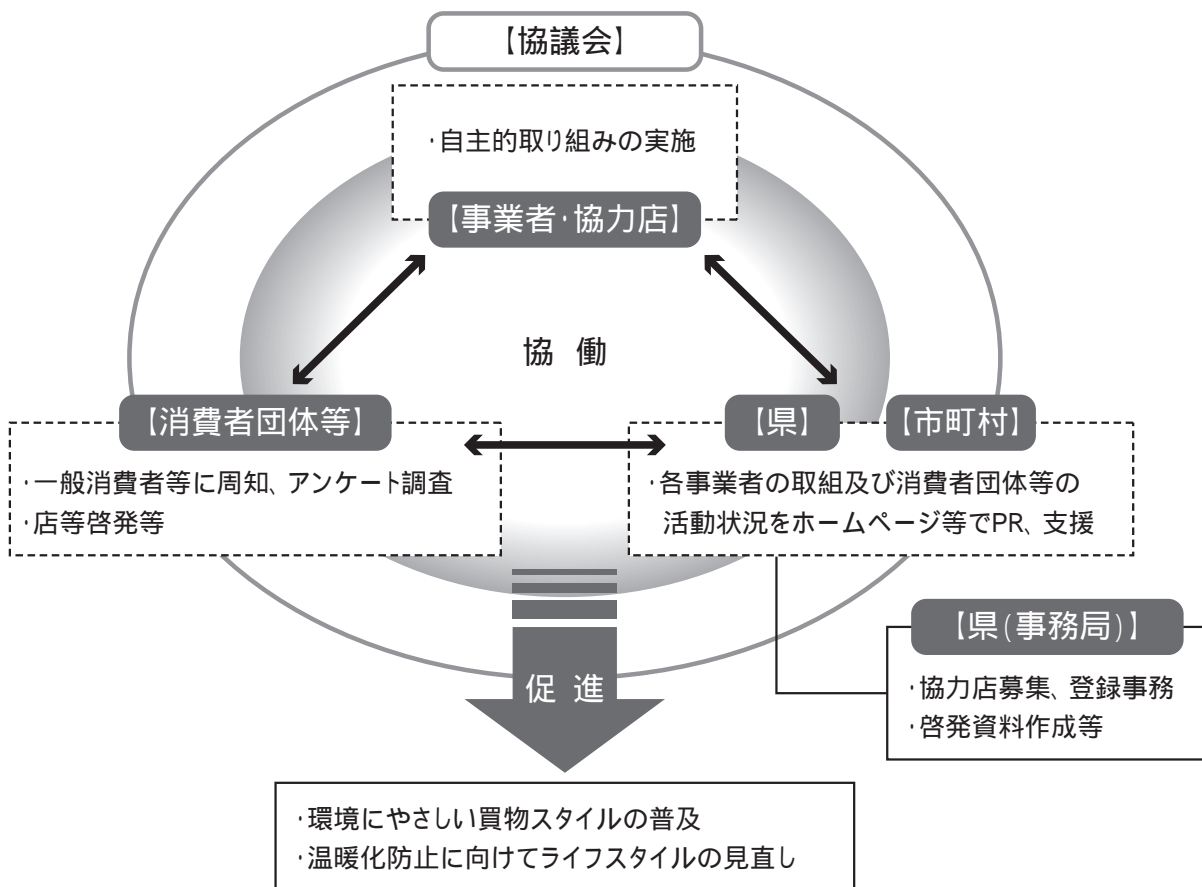 【協議会】
・自主的取り組みの実施
【事業者・協力店】
協 働
【消費者団体等】
・一般消費者等に周知、アンケート調査
・店等啓発等
【県】
【市町村】
・各事業者の取組及び消費者団体等の
活動状況をホームページ等でPR、支援
【県(事務局)】
・協力店募集、登録事務
・啓発資料作成等
促 進
・環境にやさしい買物スタイルの普及
・温暖化防止に向けてライフスタイルの見直し